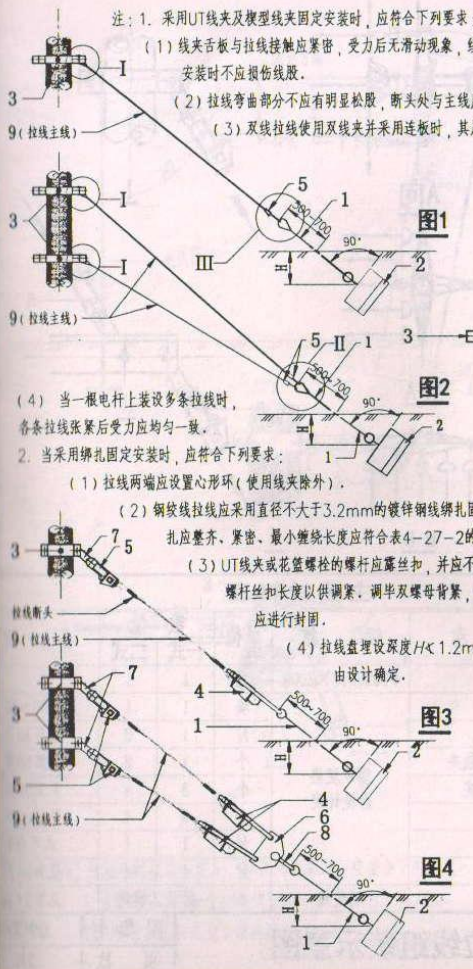 注：1. 采用UT线夹及楔型线夹固定安装时，应符合下列要求
(1) 线夹舌板与拉线接触应紧密，受力后无滑动现象，
安装时不应损伤线股．
(2) 拉线弯曲部分不应有明显松股，断头处与主线
(3) 双线拉线使用双线夹并采用连板时，其
I
3
9(拉线主线)
5
500~700
1
图1
III
90°
H
2
I
3
I
9(拉线主线)
5
II
1
3
500~700
图2
90°
H
2
1
(4) 当一根电杆上装设多条拉线时，
各条拉线张紧后受力应均匀一致．
2. 当采用绑扎固定安装时，应符合下列要求：
(1) 拉线两端应设置心形环(使用线夹除外)．
(2) 钢绞线拉线应采用直径不大于3.2mm的镀锌钢线绑扎固
扎应整齐、紧密、最小缠绕长度应符合表4-27-2的
(3) UT线夹或花篮螺栓的螺杆应露丝扣，并应不
螺杆丝扣长度以供调紧．调毕双螺母背紧，
应进行封固．
(4) 拉线盘埋设深度H≮1.2m
由设计确定．
7
3
5
拉线断头
9(拉线主线)
4
1
500~700
图3
90°
H
2
7
3
5
9(拉线主线)
4
6
8
500~700
图4
90°
H
2
1